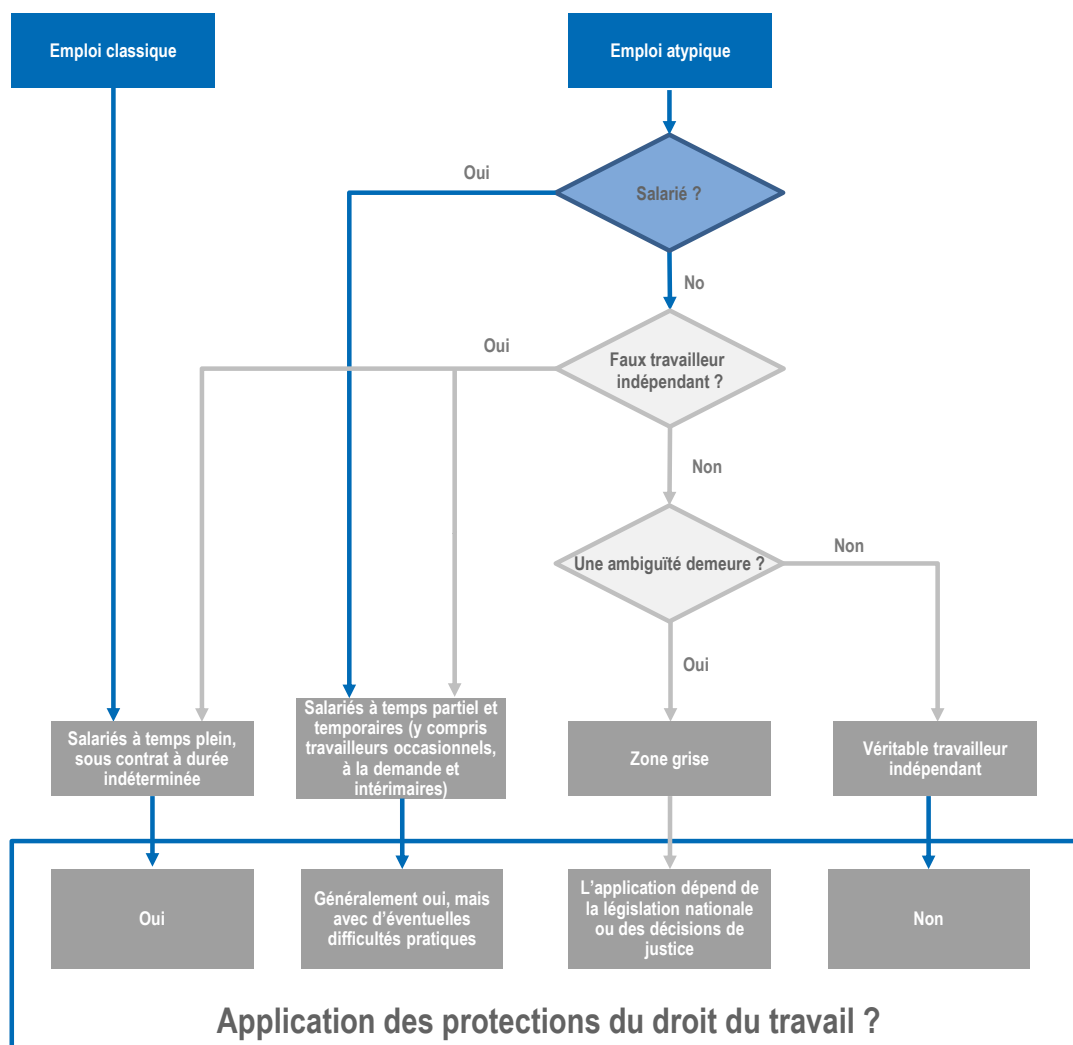 Emploi classique
Emploi atypique
Oui
Salarié ?
No
Oui
Faux travailleur
indépendant ?
Non
Une ambiguïté demeure ?
Non
Oui
Salariés à temps plein,
sous contrat à durée
indéterminée
Salariés à temps partiel et
temporaires (y compris
travailleurs occasionnels,
à la demande et
intérimaires)
Zone grise
Véritable travailleur
indépendant
Oui
Généralement oui, mais
avec d'éventuelles
difficultés pratiques
L'application dépend de
la législation nationale
ou des décisions de
justice
Non
Application des protections du droit du travail ?